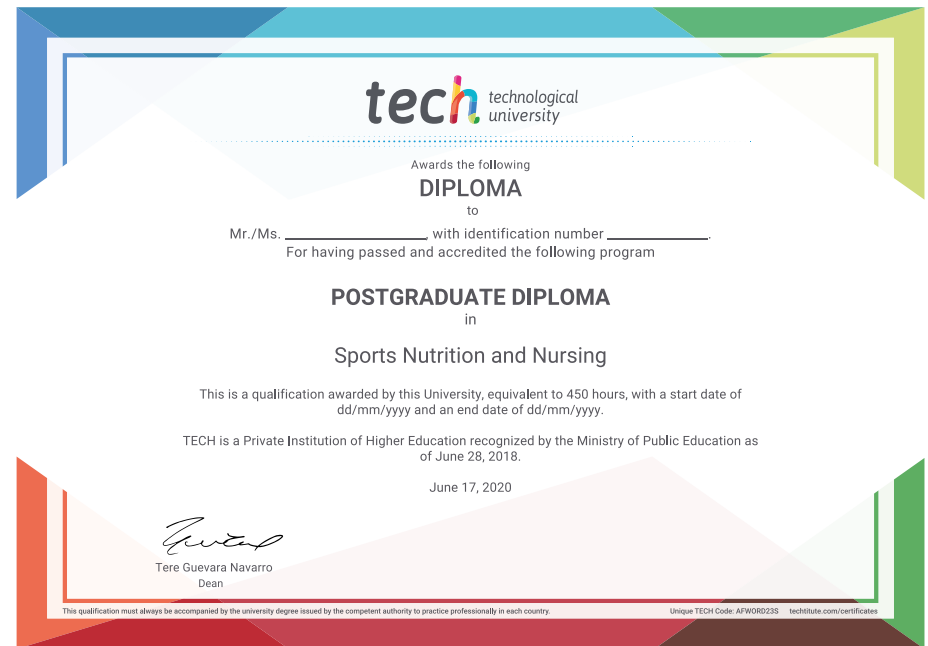 tech technological
university
Awards the following
DIPLOMA
to
Mr./Ms. ____________, with identification number ____________.
For having passed and accredited the following program
POSTGRADUATE DIPLOMA
in
Sports Nutrition and Nursing
This is a qualification awarded by this University, equivalent to 450 hours, with a start date of
dd/mm/yyyy and an end date of dd/mm/yyyy.
TECH is a Private Institution of Higher Education recognized by the Ministry of Public Education as
of June 28, 2018.
June 17, 2020
Tere Guevara Navarro
Dean
This qualification must always be accompanied by the university degree issued by the competent authority to practice professionally in each country.
Unique TECH Code: AFWORD23S techtitute.com/certificates